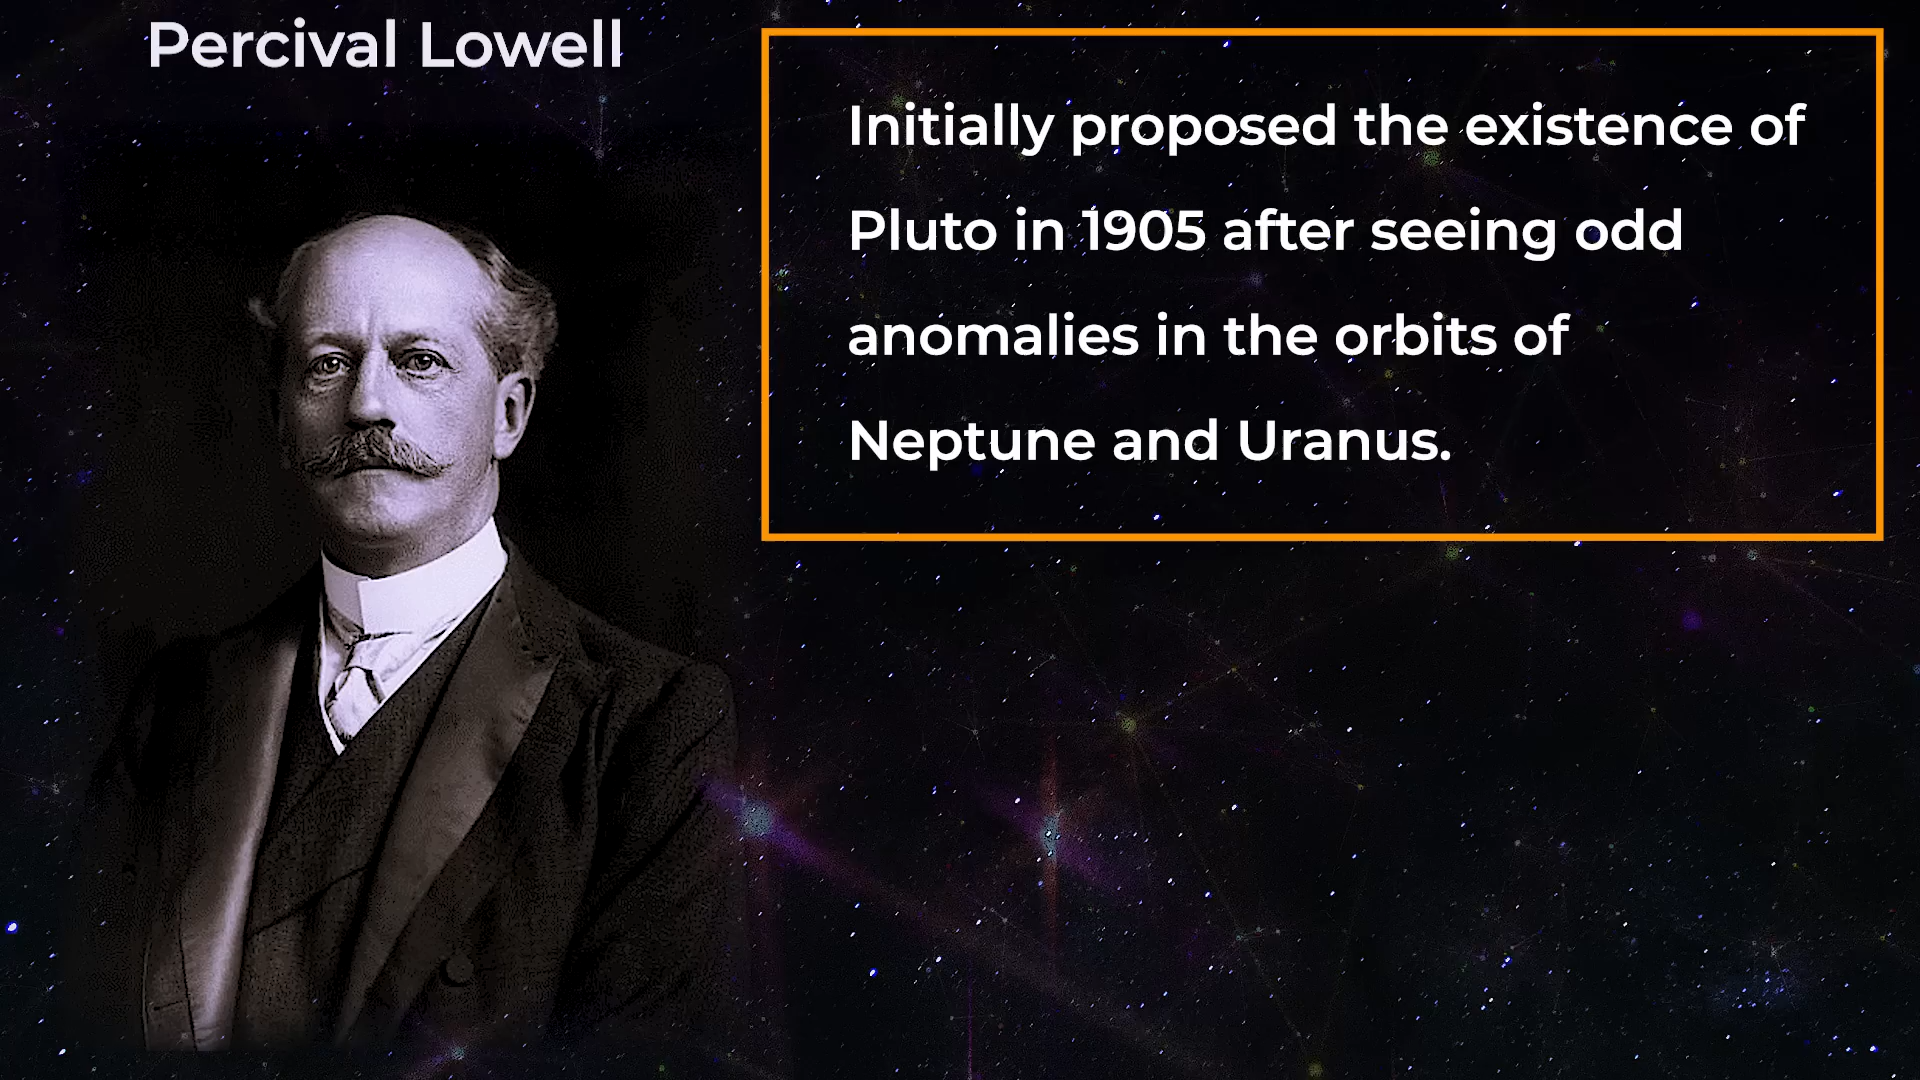 Percival Lowell
Initially proposed the existence of
Pluto in 1905 after seeing odd
anomalies in the orbits of
Neptune and Uranus.